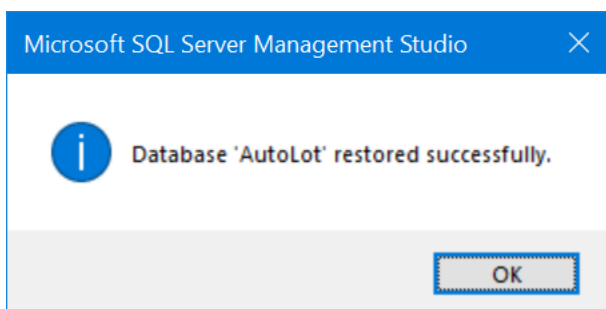 Microsoft SQL Server Management Studio
Database 'AutoLot' restored successfully.
OK